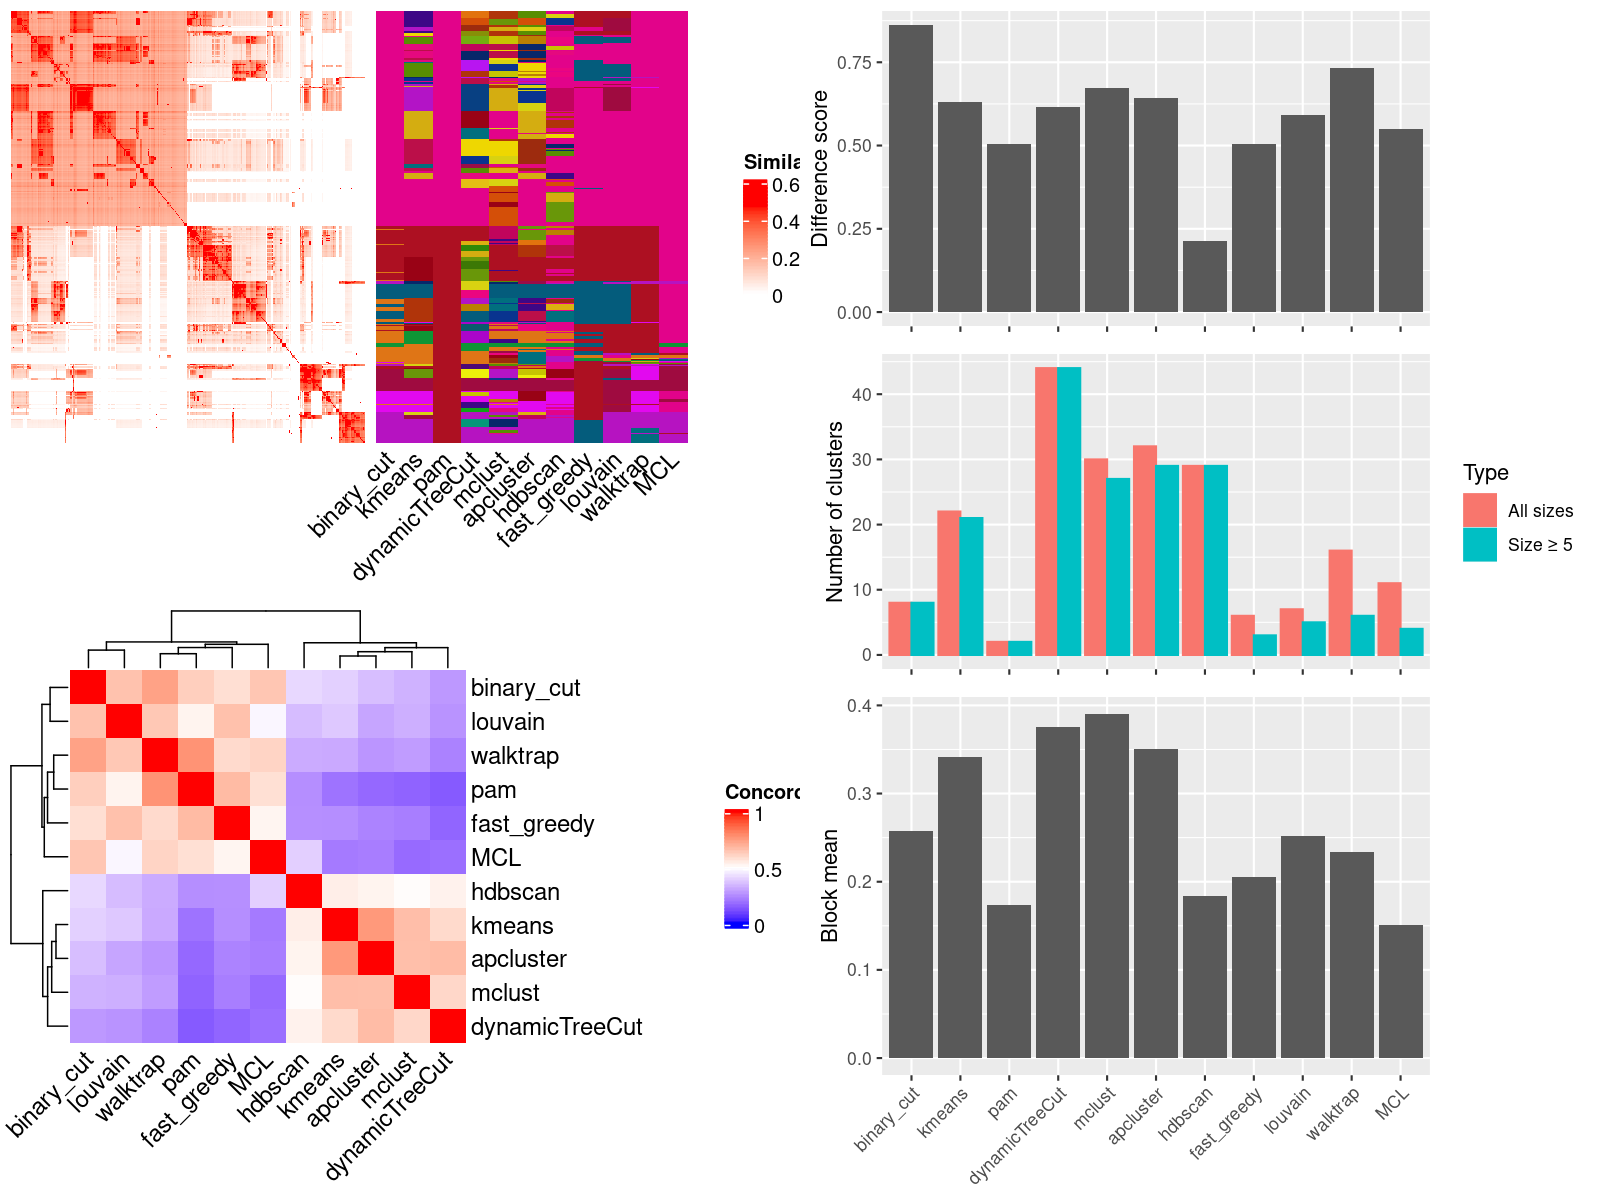 Simila
0.6
0.4
0.2
0
binary_cut
kmeans
pam
dynamicTreeCut
mclust
apcluster
hdbscan
fast_greedy
louvain
walktrap
MCL
Difference score
0.75
0.50
0.25
0.00
Number of clusters
40
30
20
10
0
Type
All sizes
Size ≥ 5
Block mean
0.4
0.3
0.2
0.1
0.0
binary_cut
kmeans
pam
dynamicTreeCut
mclust
apcluster
hdbscan
fast_greedy
louvain
walktrap
MCL
binary_cut
louvain
walktrap
pam
fast_greedy
MCL
hdbscan
kmeans
apcluster
mclust
dynamicTreeCut
binary_cut
louvain
walktrap
pam
fast_greedy
MCL
hdbscan
kmeans
apcluster
mclust
dynamicTreeCut
Concord
1
0.5
0